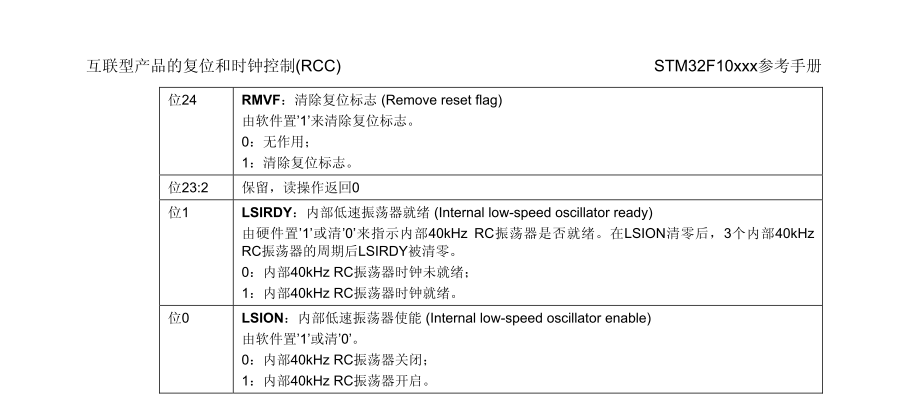 互联型产品的复位和时钟控制(RCC) STM32F10xxx参考手册
位24 RMVF：清除复位标志 (Remove reset flag)
由软件置’1’来清除复位标志。
0：无作用；
1：清除复位标志。
位23:2 保留，读操作返回0
位1 LSIRDY：内部低速振荡器就绪 (Internal low-speed oscillator ready)
由硬件置’1’或清’0’来指示内部40kHz RC振荡器是否就绪。在LSION清零后，3个内部40kHz
RC振荡器的周期后LSIRDY被清零。
0：内部40kHz RC振荡器时钟未就绪；
1：内部40kHz RC振荡器时钟就绪。
位0 LSION：内部低速振荡器使能 (Internal low-speed oscillator enable)
由软件置’1’或清’0’。
0：内部40kHz RC振荡器关闭；
1：内部40kHz RC振荡器开启。